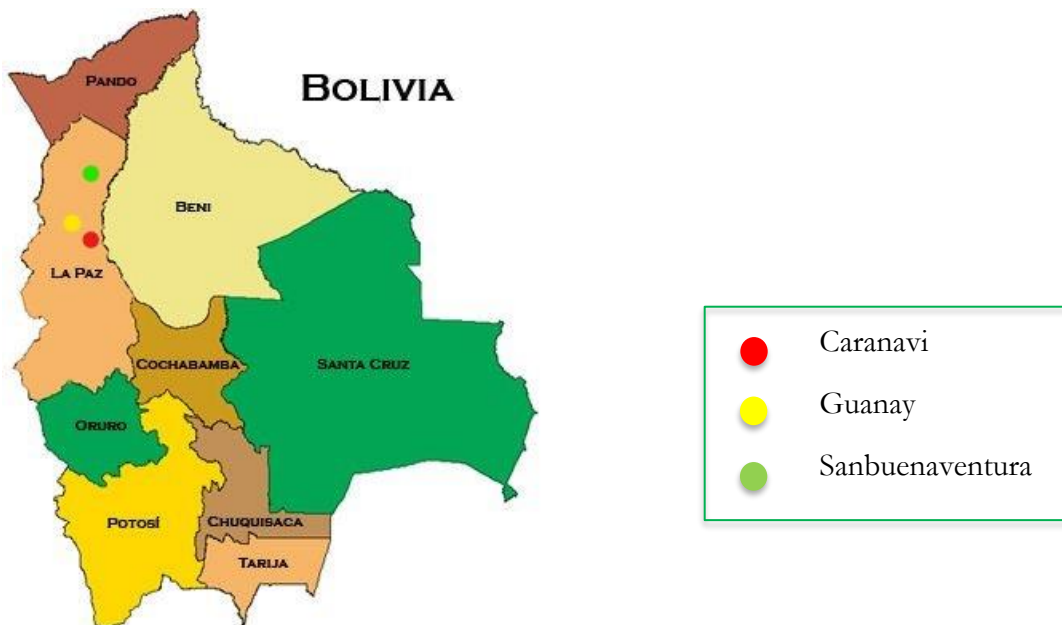 BOLIVIA
PANDO
BENI
LA PAZ
COCHABAMBA
SANTA CRUZ
ORURO
POTOSÍ
CHUQUISACA
TARIJA
Caranavi
Guanay
Sanbuenaventura